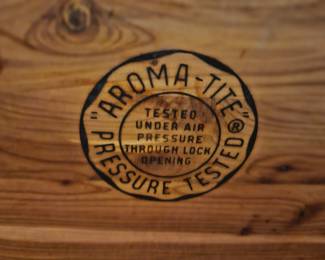 "AROMA-TITE"®
TESTED
UNDER AIR
PRESSURE
THROUGH LOCK
OPENING
"PRESSURE TESTED"